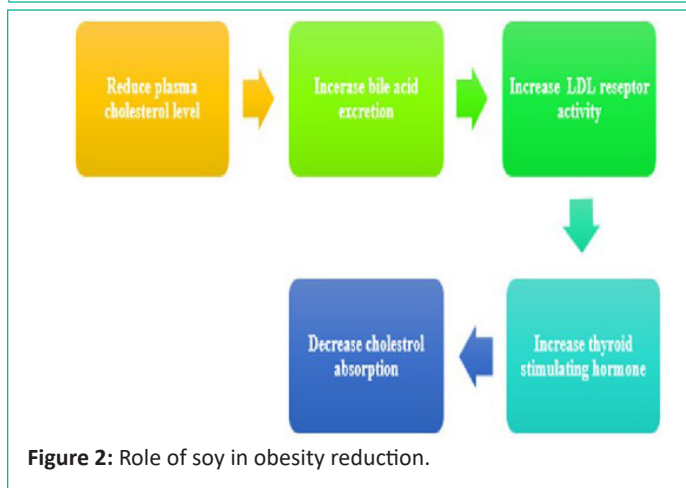 Reduce plasma
cholesterol level
Incerase bile acid
excretion
Increase LDL reseptor
activity
Increase thyroid
stimulating hormone
Decrease cholestrol
absorption
Figure 2: Role of soy in obesity reduction.